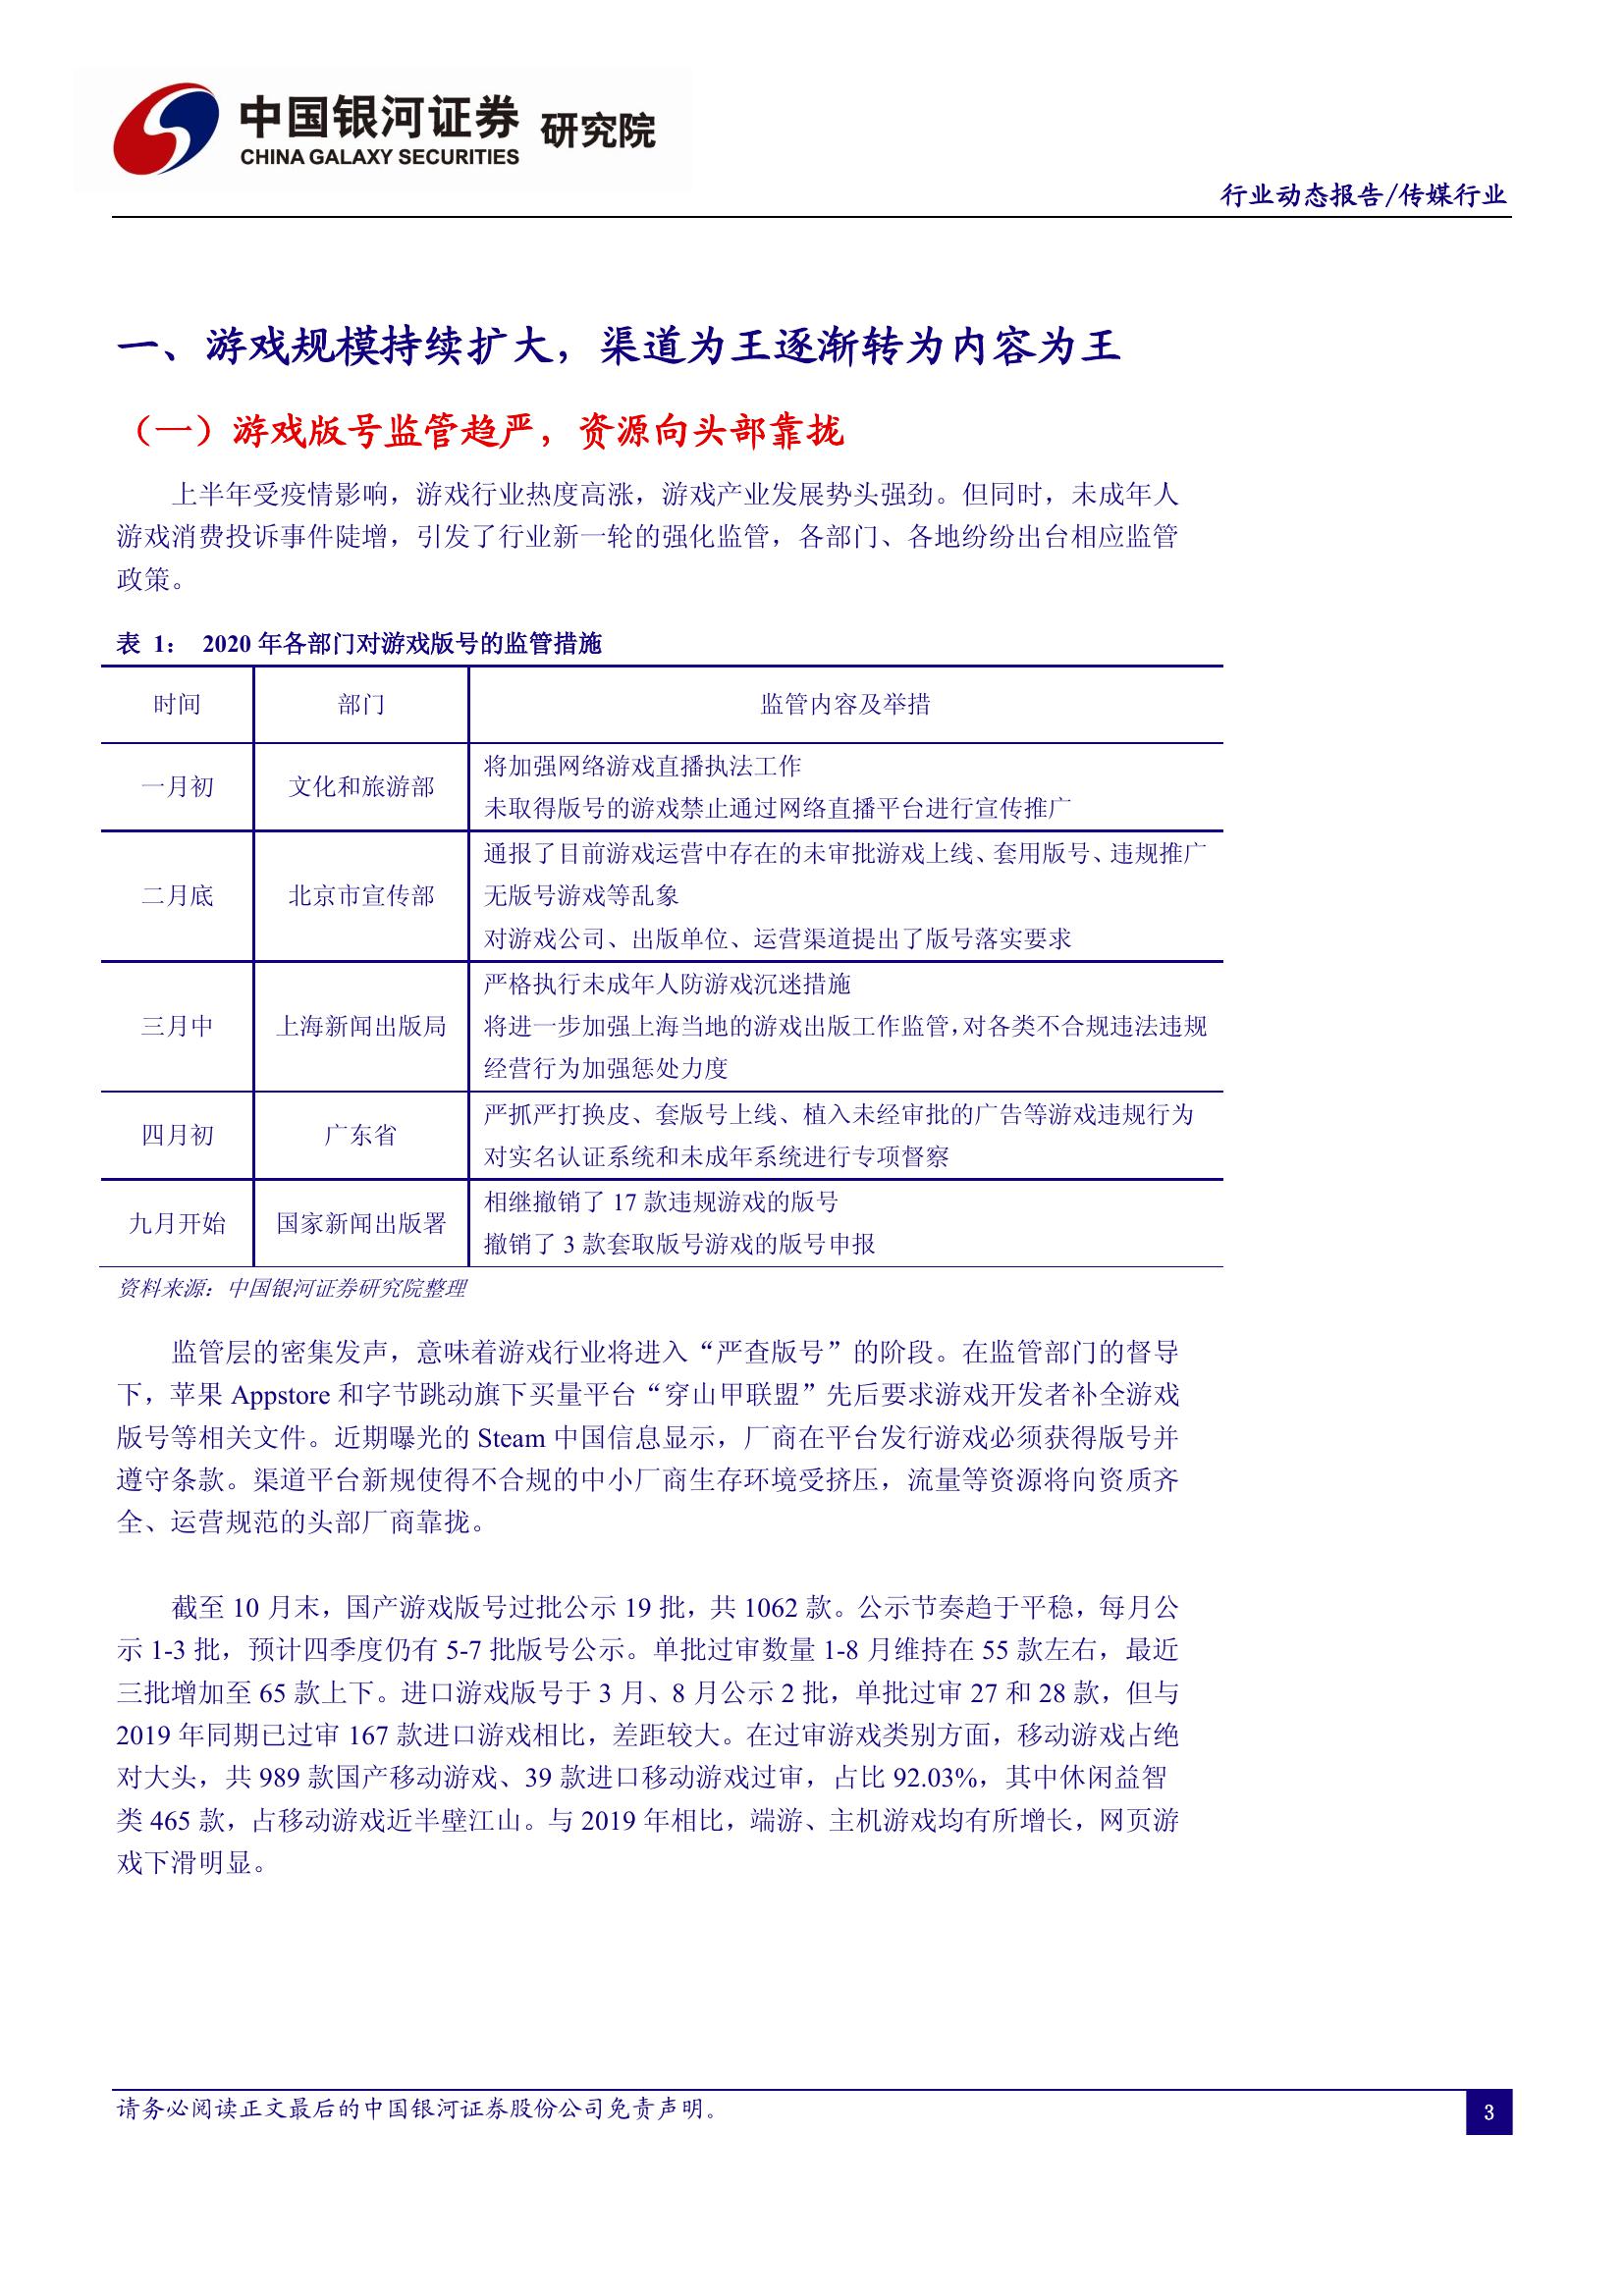 中国银河证券 研究院
CHINA GALAXY SECURITIES
行业动态报告/传媒行业
一、游戏规模持续扩大，渠道为王逐渐转为内容为王
（一）游戏版号监管趋严，资源向头部靠拢
上半年受疫情影响，游戏行业热度高涨，游戏产业发展势头强劲。但同时，未成年人
游戏消费投诉事件陡增，引发了行业新一轮的强化监管，各部门、各地纷纷出台相应监管
政策。
表 1： 2020 年各部门对游戏版号的监管措施
时间 部门 监管内容及举措
一月初 文化和旅游部 将加强网络游戏直播执法工作
未取得版号的游戏禁止通过网络直播平台进行宣传推广
通报了目前游戏运营中存在的未审批游戏上线、套用版号、违规推广
二月底 北京市宣传部 无版号游戏等乱象
对游戏公司、出版单位、运营渠道提出了版号落实要求
严格执行未成年人防游戏沉迷措施
三月中 上海新闻出版局 将进一步加强上海当地的游戏出版工作监管，对各类不合规违法违规
经营行为加强惩处力度
四月初 广东省 严抓严打换皮、套版号上线、植入未经审批的广告等游戏违规行为
对实名认证系统和未成年系统进行专项督察
九月开始 国家新闻出版署 相继撤销了 17 款违规游戏的版号
撤销了 3 款套取版号游戏的版号申报
资料来源：中国银河证券研究院整理
监管层的密集发声，意味着游戏行业将进入“严查版号”的阶段。在监管部门的督导
下，苹果 Appstore 和字节跳动旗下买量平台“穿山甲联盟”先后要求游戏开发者补全游戏
版号等相关文件。近期曝光的 Steam 中国信息显示，厂商在平台发行游戏必须获得版号并
遵守条款。渠道平台新规使得不合规的中小厂商生存环境受挤压，流量等资源将向资质齐
全、运营规范的头部厂商靠拢。
截至 10 月末，国产游戏版号过批公示 19 批，共 1062 款。公示节奏趋于平稳，每月公
示 1-3 批，预计四季度仍有 5-7 批版号公示。单批过审数量 1-8 月维持在 55 款左右，最近
三批增加至 65 款上下。进口游戏版号于 3 月、8 月公示 2 批，单批过审 27 和 28 款，但与
2019 年同期已过审 167 款进口游戏相比，差距较大。在过审游戏类别方面，移动游戏占绝
对大头，共 989 款国产移动游戏、39 款进口移动游戏过审，占比 92.03%，其中休闲益智
类 465 款，占移动游戏近半壁江山。与 2019 年相比，端游、主机游戏均有所增长，网页游
戏下滑明显。
请务必阅读正文最后的中国银河证券股份公司免责声明。
3